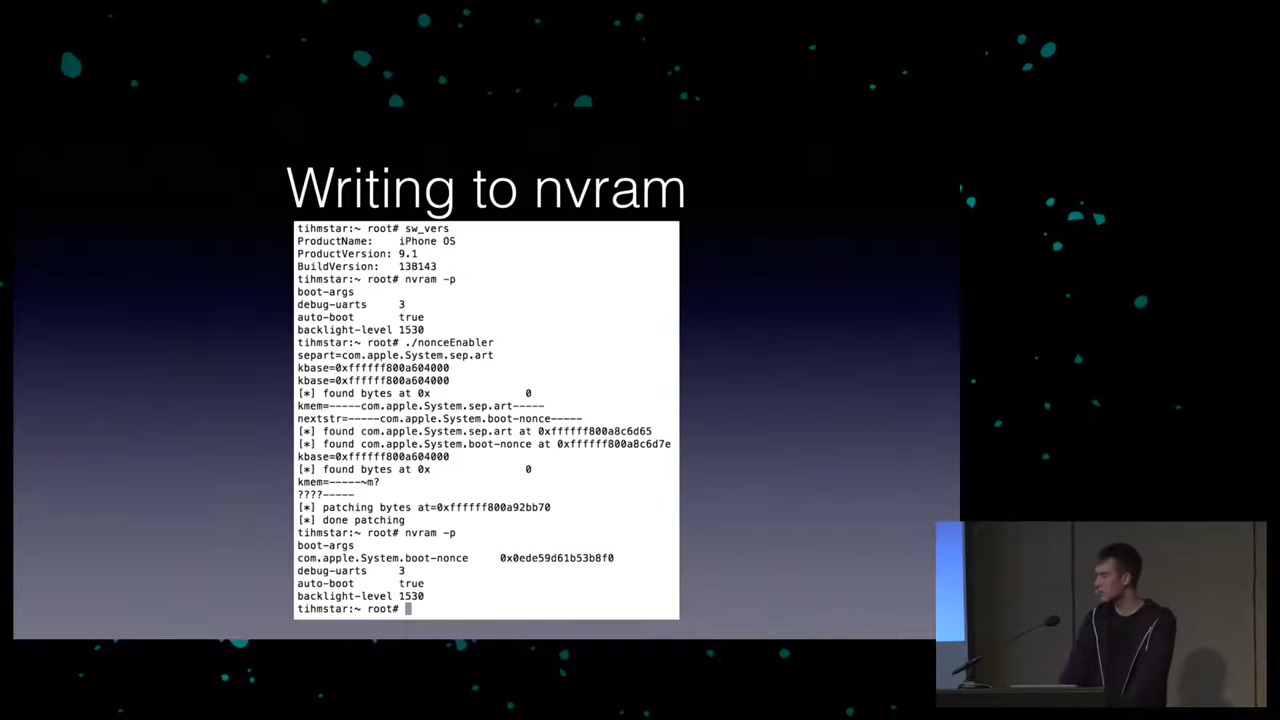 Writing to nvram
tihmstar:~ root# sw_vers
ProductName:    iPhone OS
ProductVersion: 9.1
BuildVersion:   13B143
tihmstar:~ root# nvram -p
boot-args
debug-uarts     3
auto-boot       true
backlight-level 1530
tihmstar:~ root# ./nonceEnabler
separt=com.apple.System.sep.art
kbase=0xffffff800a604000
kbase=0xffffff800a604000
[*] found bytes at 0x               0
kmem=-----com.apple.System.sep.art-----
nextstr=-----com.apple.System.boot-nonce-----
[*] found com.apple.System.sep.art at 0xffffff800a8c6d65
[*] found com.apple.System.boot-nonce at 0xffffff800a8c6d7e
kbase=0xffffff800a604000
[*] found bytes at 0x               0
kmem=-----~m?
????-----
[*] patching bytes at=0xffffff800a92bb70
[*] done patching
tihmstar:~ root# nvram -p
boot-args
com.apple.System.boot-nonce     0x0ede59d61b53b8f0
debug-uarts     3
auto-boot       true
backlight-level 1530
tihmstar:~ root#